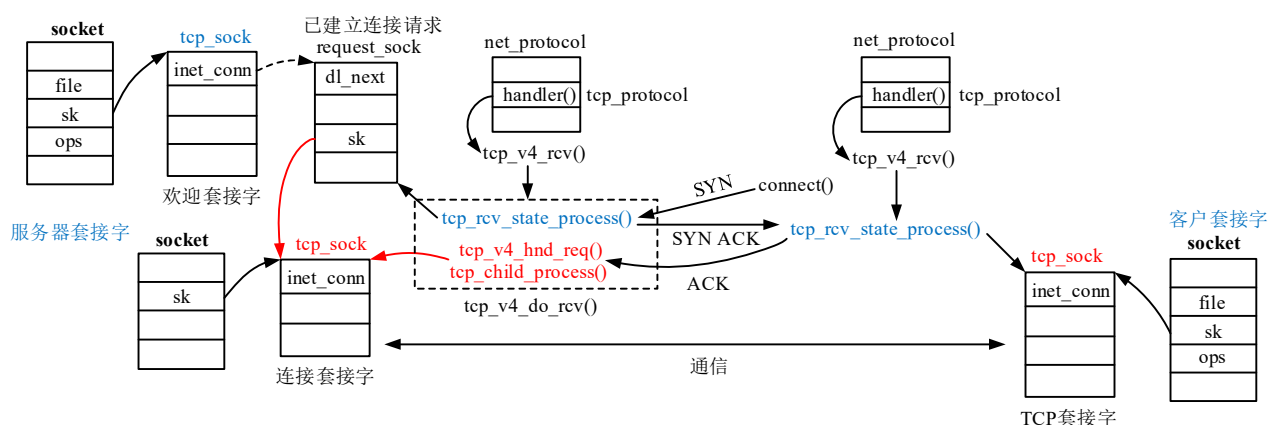 socket
file
sk
ops
tcp_sock
inet_conn
欢迎套接字
已建立连接请求
request_sock
dl_next
sk
net_protocol
handler()
tcp_protocol
tcp_v4_rcv()
net_protocol
handler()
tcp_protocol
tcp_v4_rcv()
SYN
connect()
tcp_rcv_state_process()
SYN ACK
tcp_rcv_state_process()
tcp_v4_hnd_req()
tcp_child_process()
ACK
tcp_v4_do_rcv()
服务器套接字
socket
sk
tcp_sock
inet_conn
连接套接字
通信
客户套接字
socket
file
sk
ops
tcp_sock
inet_conn
TCP套接字